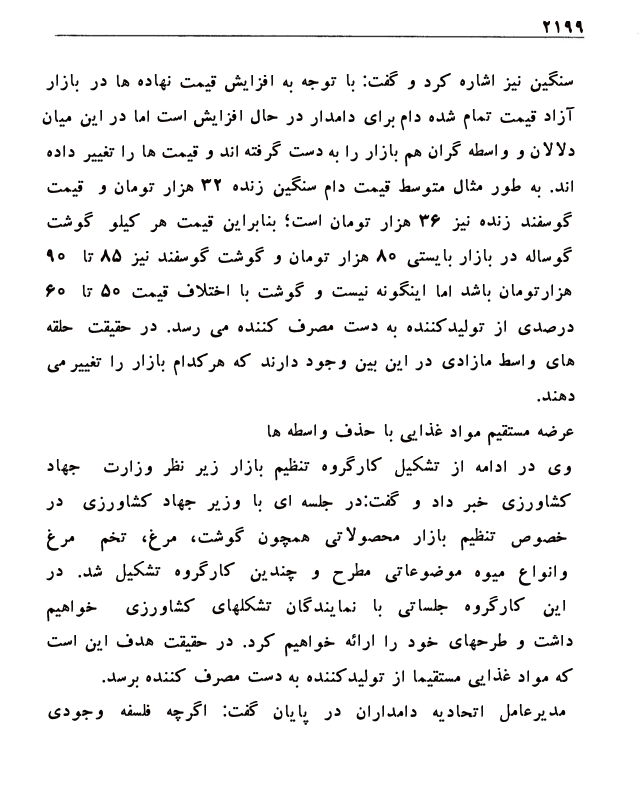 ۲۱۹۹
سنگین نیز اشاره کرد و گفت: با توجه به افزایش قیمت نهاده ها در بازار
آزاد قیمت تمام شده دام برای دامدار در حال افزایش است اما در این میان
دلالان و واسطه گران هم بازار را به دست گرفته اند و قیمت ها را تغییر داده
اند. به طور مثال متوسط قیمت دام سنگین زنده ۳۲ هزار تومان و قیمت
گوسفند زنده نیز ۳۶ هزار تومان است؛ بنابراین قیمت هر کیلو گوشت
گوساله در بازار بایستی ۸۰ هزار تومان و گوشت گوسفند نیز ۸۵ تا ۹۰
هزارتومان باشد اما اینگونه نیست و گوشت با اختلاف قیمت ۵۰ تا ۶۰
درصدی از تولیدکننده به دست مصرف کننده می رسد. در حقیقت حلقه
های واسط مازادی در این بین وجود دارند که هرکدام بازار را تغییر می
دهند.
عرضه مستقیم مواد غذایی با حذف واسطه ها
وی در ادامه از تشکیل کارگروه تنظیم بازار زیر نظر وزارت جهاد
کشاورزی خبر داد و گفت:در جلسه ای با وزیر جهاد کشاورزی در
خصوص تنظیم بازار محصولاتی همچون گوشت، مرغ، تخم مرغ
وانواع میوه موضوعاتی مطرح و چندین کارگروه تشکیل شد. در
این کارگروه جلساتی با نمایندگان تشکلهای کشاورزی خواهیم
داشت و طرحهای خود را ارائه خواهیم کرد. در حقیقت هدف این است
که مواد غذایی مستقیما از تولیدکننده به دست مصرف کننده برسد.
مدیرعامل اتحادیه دامداران در پایان گفت: اگرچه فلسفه وجودی